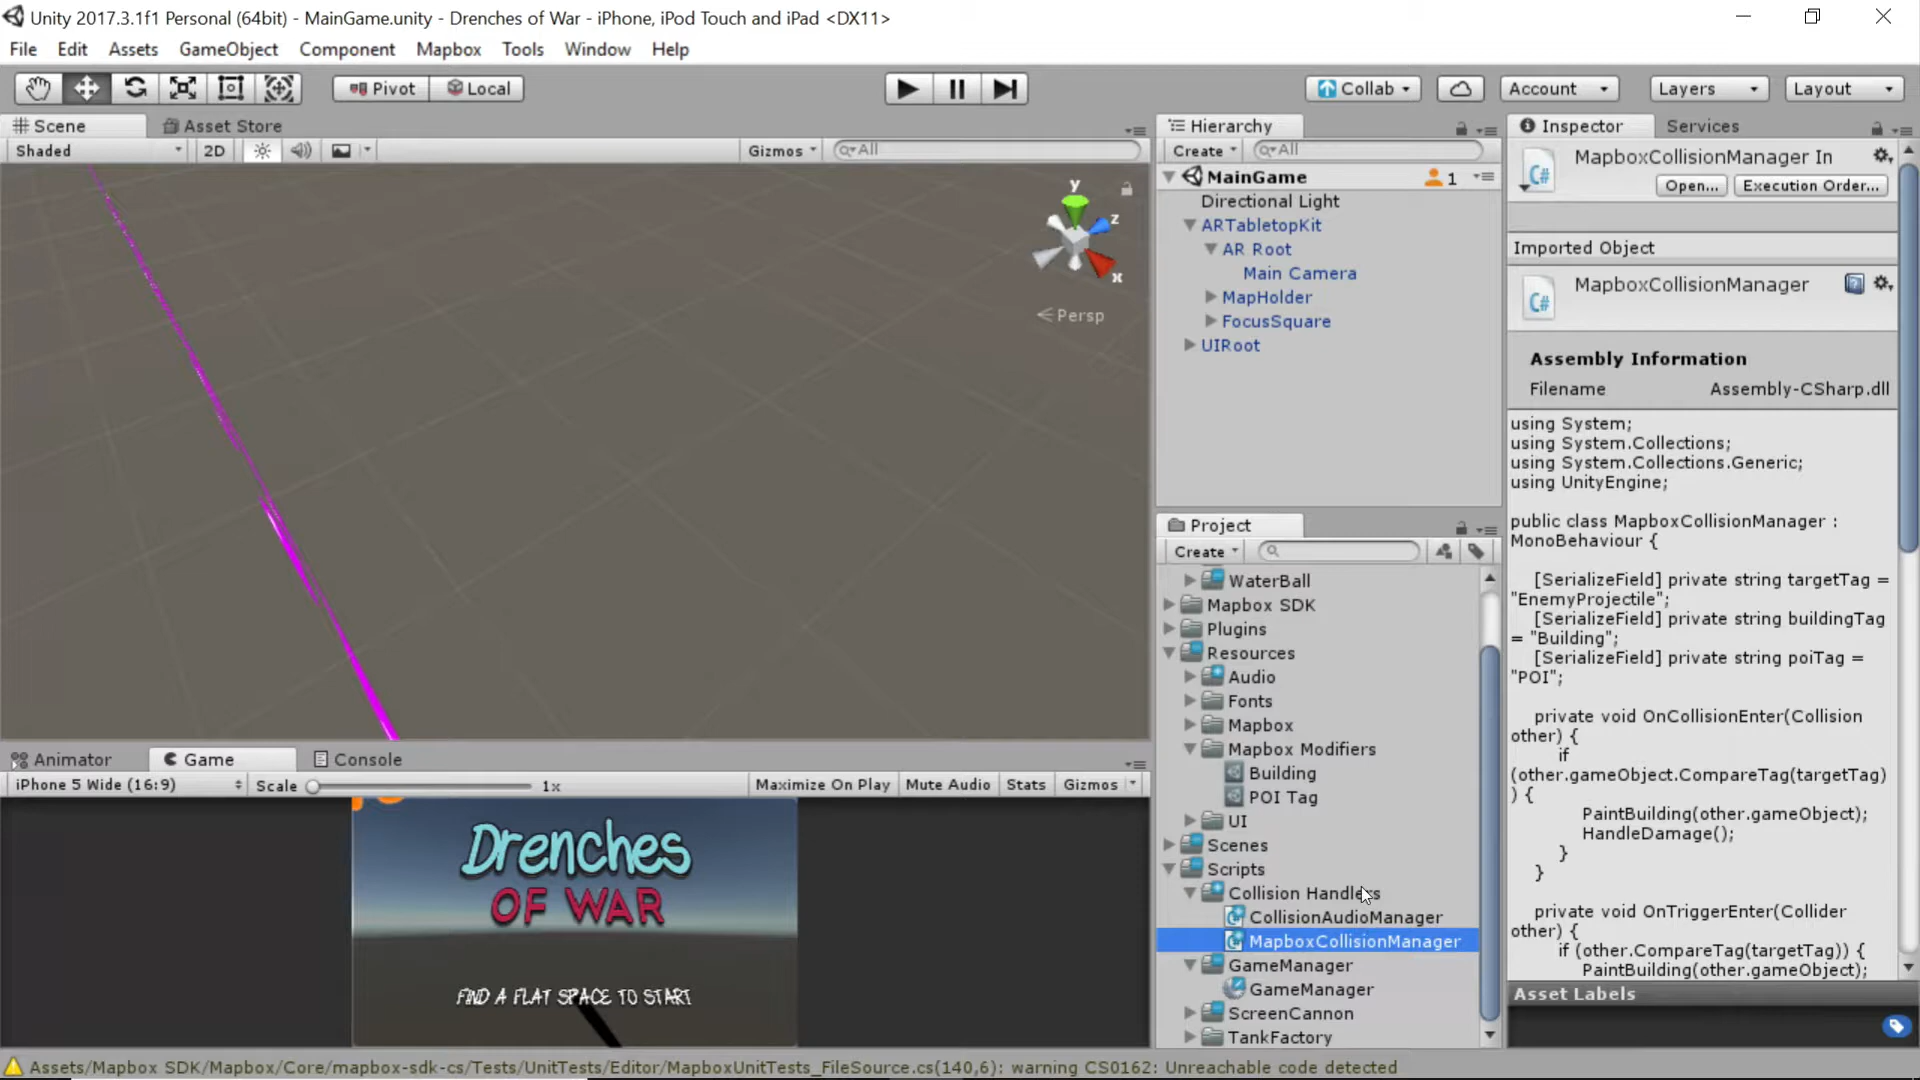 Unity 2017.3.1f1 Personal (64bit) - MainGame.unity - Drenches of War - iPhone, iPod Touch and iPad <DX11>
File Edit Assets GameObject Component Mapbox Tools Window Help
Pivot Local Collab Account Layers Layout
Scene Asset Store
Shaded 2D Gizmos All
y
z
x
Persp
Hierarchy
Create All
MainGame 1
Directional Light
ARTabletopKit
AR Root
Main Camera
MapHolder
FocusSquare
UIRoot
Project
Create
WaterBall
Mapbox SDK
Plugins
Resources
Audio
Fonts
Mapbox
Mapbox Modifiers
Building
POI Tag
UI
Scenes
Scripts
Collision Handlers
CollisionAudioManager
MapboxCollisionManager
GameManager
GameManager
ScreenCannon
TankFactory
Inspector Services
MapboxCollisionManager In
Open... Execution Order...
Imported Object
MapboxCollisionManager
C#
Assembly Information
Filename Assembly-CSharp.dll
using System;
using System.Collections;
using System.Collections.Generic;
using UnityEngine;
public class MapboxCollisionManager :
MonoBehaviour {
[SerializeField] private string targetTag =
"EnemyProjectile";
[SerializeField] private string buildingTag
= "Building";
[SerializeField] private string poiTag =
"POI";
private void OnCollisionEnter(Collision
other) {
if
(other.gameObject.CompareTag(targetTag)
) {
PaintBuilding(other.gameObject);
HandleDamage();
}
}
private void OnTriggerEnter(Collider
other) {
if (other.CompareTag(targetTag)) {
PaintBuilding(other.gameObject);
Asset Labels
Animator Game Console
iPhone 5 Wide (16:9) Scale 1x Maximize On Play Mute Audio Stats Gizmos
Drenches
OF WAR
FIND A FLAT SPACE TO START
Assets/Mapbox SDK/Mapbox/Core/mapbox-sdk-cs/Tests/UnitTests/Editor/MapboxUnitTests_FileSource.cs(140,6): warning CS0162: Unreachable code detected